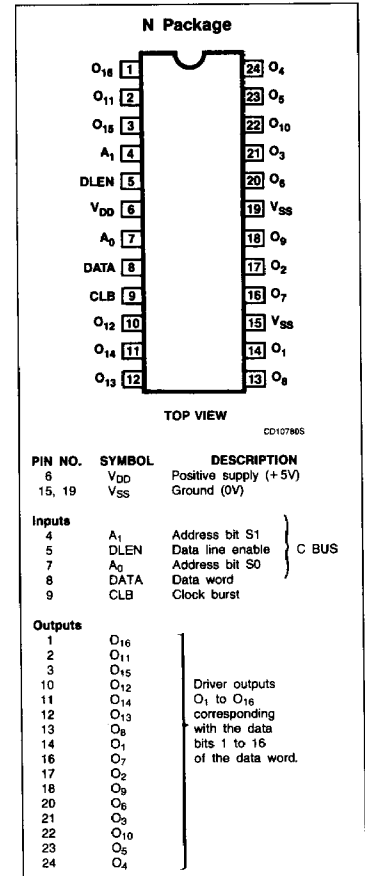 N Package
O16 1
24 O4
O11 2
23 O5
O15 3
22 O10
A1 4
21 O3
DLEN 5
20 O6
VDD 6
19 VSS
A0 7
18 O9
DATA 8
17 O2
CLB 9
16 O7
O12 10
15 VSS
O14 11
14 O1
O13 12
13 O8
TOP VIEW
CD10780S
PIN NO. SYMBOL DESCRIPTION
6 VDD Positive supply (+5V)
15, 19 VSS Ground (0V)
Inputs
4 A1 Address bit S1
5 DLEN Data line enable
7 A0 Address bit S0
8 DATA Data word
9 CLB Clock burst
C BUS
Outputs
1 O16
2 O11
3 O15
10 O12
11 O14
12 O13
13 O8
14 O1
16 O7
17 O2
18 O9
20 O6
21 O3
22 O10
23 O5
24 O4
Driver outputs
O1 to O16
corresponding
with the data
bits 1 to 16
of the data word.